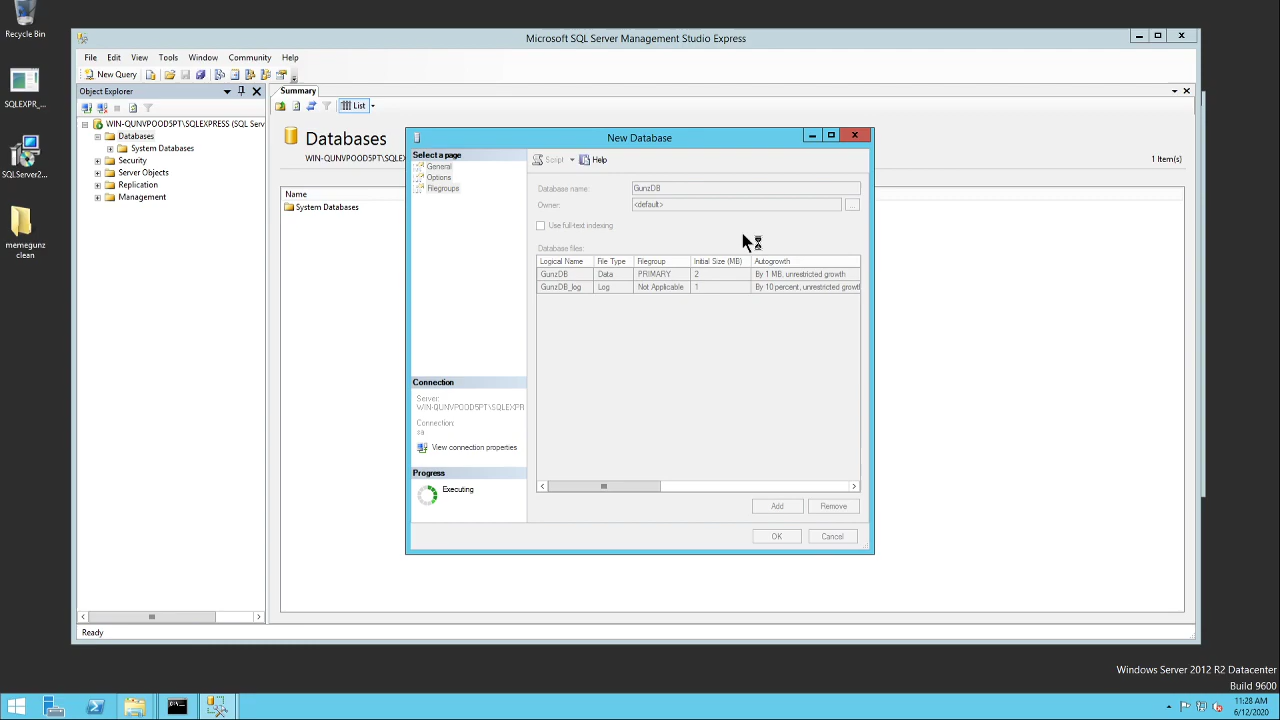 Recycle Bin
SQLEXPR_...
SQLServer2...
memegunz
clean
Microsoft SQL Server Management Studio Express
File Edit View Tools Window Community Help
New Query
Object Explorer
WIN-QUNVPOOD5PT\SQLEXPRESS (SQL Serv
Databases
System Databases
Security
Server Objects
Replication
Management
Summary
List
Databases
WIN-QUNVPOOD5PT\SQLEXPRE
1 Item(s)
Name
System Databases
New Database
Select a page
General
Options
Filegroups
Script Help
Database name: GunzDB
Owner: <default> ...
Use full-text indexing
Database files:
Logical Name File Type Filegroup Initial Size (MB) Autogrowth
GunzDB Data PRIMARY 2 By 1 MB, unrestricted growth
GunzDB_log Log Not Applicable 1 By 10 percent, unrestricted growth
Connection
Server:
WIN-QUNVPOOD5PT\SQLEXPR
Connection:
sa
View connection properties
Progress
Executing
Add Remove
OK Cancel
Ready
Windows Server 2012 R2 Datacenter
Build 9600
11:28 AM
6/12/2020